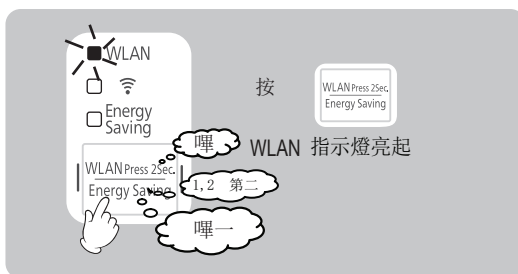 WLAN
Energy
Saving
WLAN Press 2Sec.
Energy Saving
嗶
1,2 第二
嗶一
按
WLAN Press 2Sec.
Energy Saving
WLAN 指示燈亮起